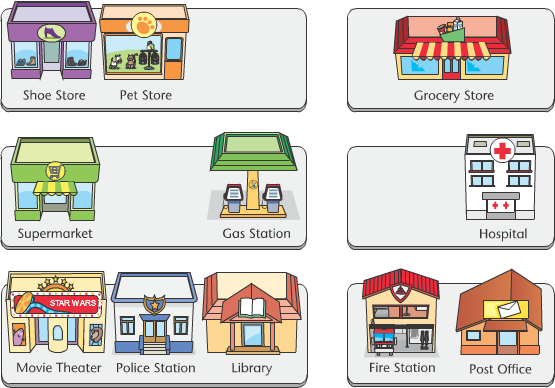 Shoe Store Pet Store Grocery Store
Supermarket Gas Station Hospital
STAR WARS
Movie Theater Police Station Library Fire Station Post Office